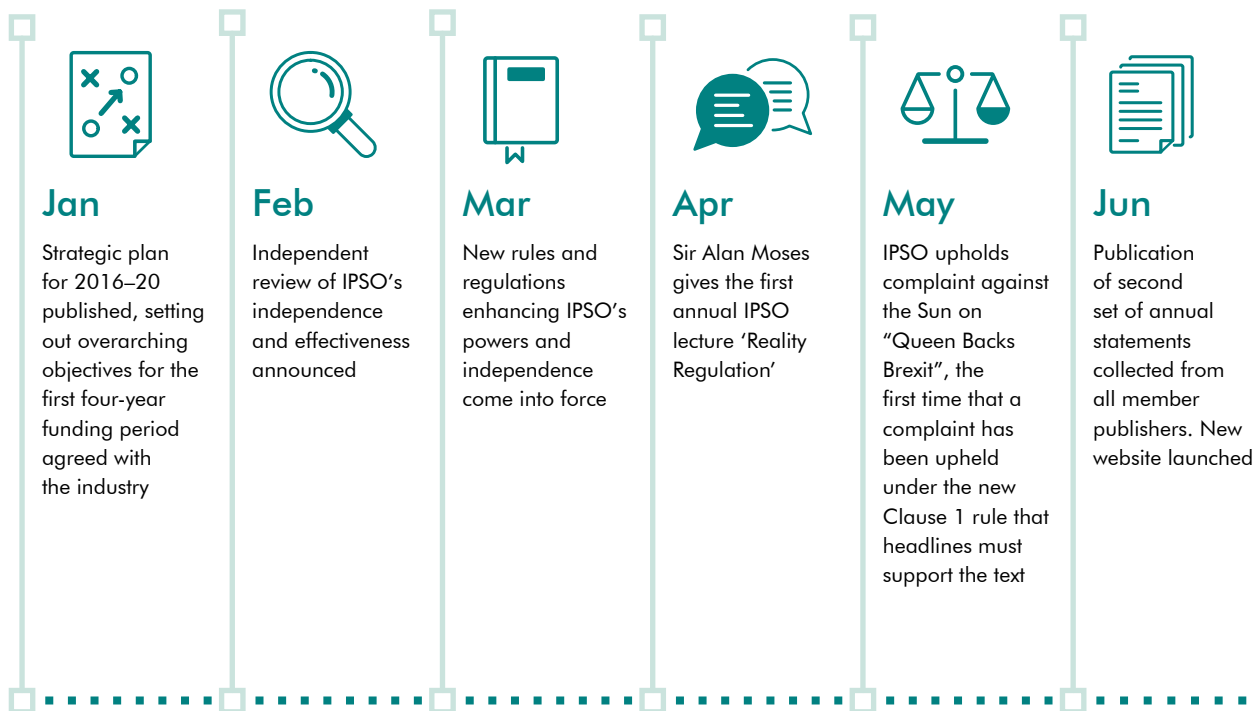 Jan
Strategic plan
for 2016–20
published, setting
out overarching
objectives for the
first four-year
funding period
agreed with
the industry
Feb
Independent
review of IPSO’s
independence
and effectiveness
announced
Mar
New rules and
regulations
enhancing IPSO’s
powers and
independence
come into force
Apr
Sir Alan Moses
gives the first
annual IPSO
lecture ‘Reality
Regulation’
May
IPSO upholds
complaint against
the Sun on
“Queen Backs
Brexit”, the
first time that a
complaint has
been upheld
under the new
Clause 1 rule that
headlines must
support the text
Jun
Publication
of second
set of annual
statements
collected from
all member
publishers. New
website launched